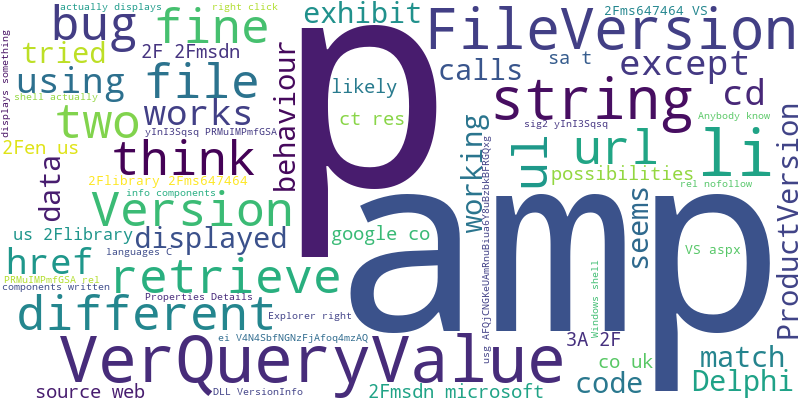 actually displays
right click
2Fms647464 VS
bug
fine
exhibit
p
FileVersion
displays something
tried
2F 2Fmsdn
sa t
except
calls
using
file
behaviour
likely
string
cd
shell actually
two
works
ct res
Anybody know
yInI3Sqsq PRMuIMPmfGSA
sig2 yInI3Sqsq
li
2Fen us
think
working
ul
url
ProductVersion
data
2Flibrary 2Fms647464
possibilities
info components
rel nofollow
Version
amp
seems
us 2Flibrary
displayed
google co
languages C
VS aspx
href
retrieve
Windows shell
PRMuIMPmfGSA rel
components written
Properties Details
different
Explorer right
ei V4N4SbfNGNzFjAfoq4mzAQ
3A 2F
VerQueryValue
match
co uk
source web
DLL VersionInfo
2Fmsdn microsoft
code
Delphi